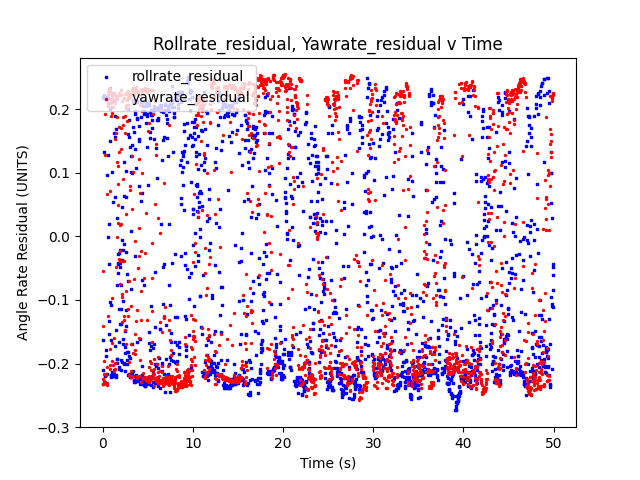 Rollrate_residual, Yawrate_residual v Time
rollrate_residual
yawrate_residual
Angle Rate Residual (UNITS)
0.2
0.1
0.0
−0.1
−0.2
−0.3
0 10 20 30 40 50
Time (s)